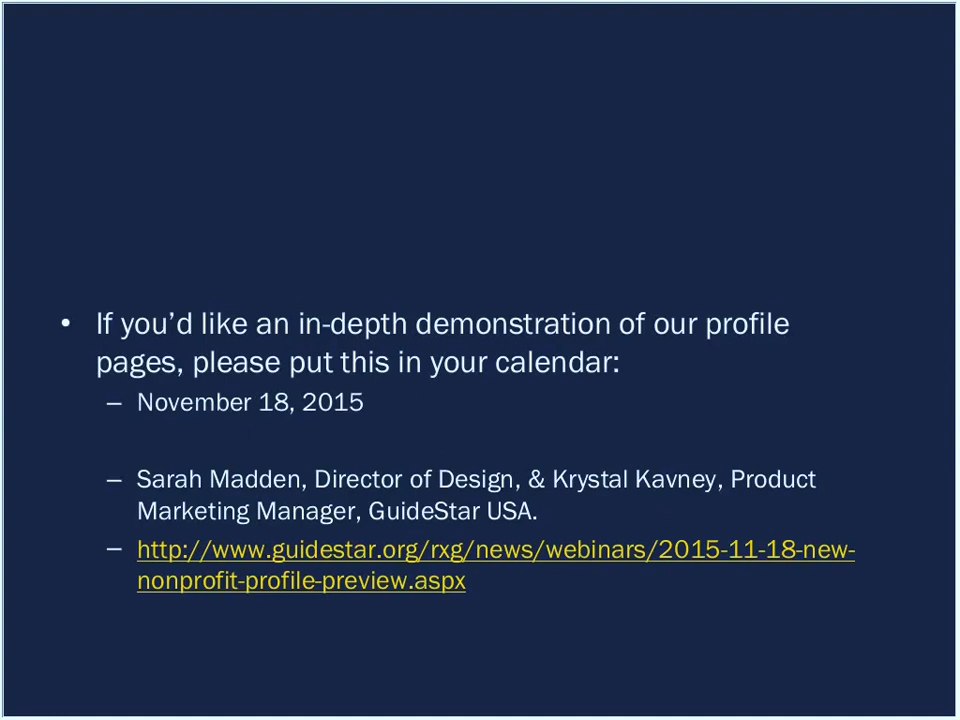 • If you’d like an in-depth demonstration of our profile
pages, please put this in your calendar:
– November 18, 2015
– Sarah Madden, Director of Design, & Krystal Kavney, Product
Marketing Manager, GuideStar USA.
– http://www.guidestar.org/rxg/news/webinars/2015-11-18-new-
nonprofit-profile-preview.aspx